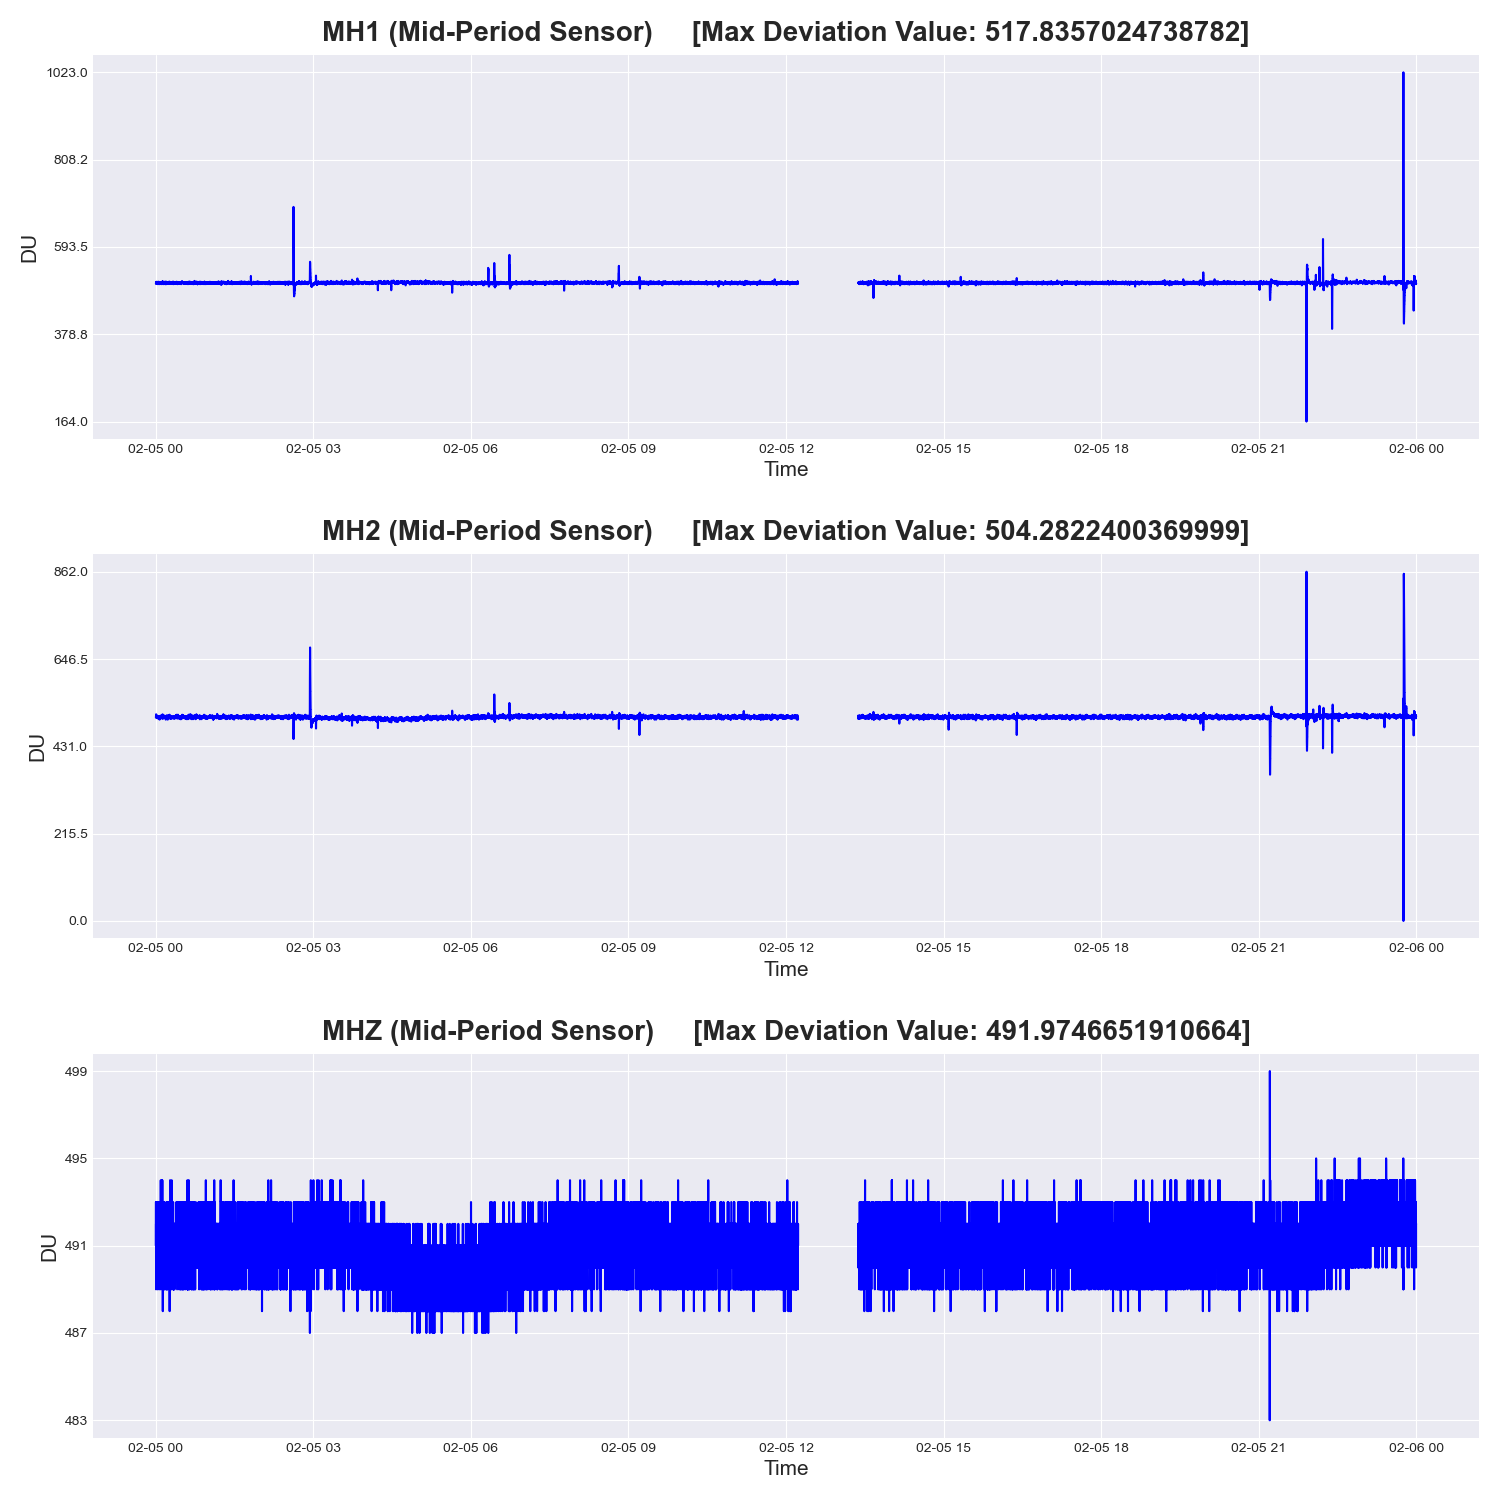 MH1 (Mid-Period Sensor) [Max Deviation Value: 517.8357024738782]
1023.0
808.2
593.5
378.8
164.0
DU
02-05 00 02-05 03 02-05 06 02-05 09 02-05 12 02-05 15 02-05 18 02-05 21 02-06 00
Time
MH2 (Mid-Period Sensor) [Max Deviation Value: 504.2822400369999]
862.0
646.5
431.0
215.5
0.0
DU
02-05 00 02-05 03 02-05 06 02-05 09 02-05 12 02-05 15 02-05 18 02-05 21 02-06 00
Time
MHZ (Mid-Period Sensor) [Max Deviation Value: 491.9746651910664]
499
495
491
487
483
DU
02-05 00 02-05 03 02-05 06 02-05 09 02-05 12 02-05 15 02-05 18 02-05 21 02-06 00
Time